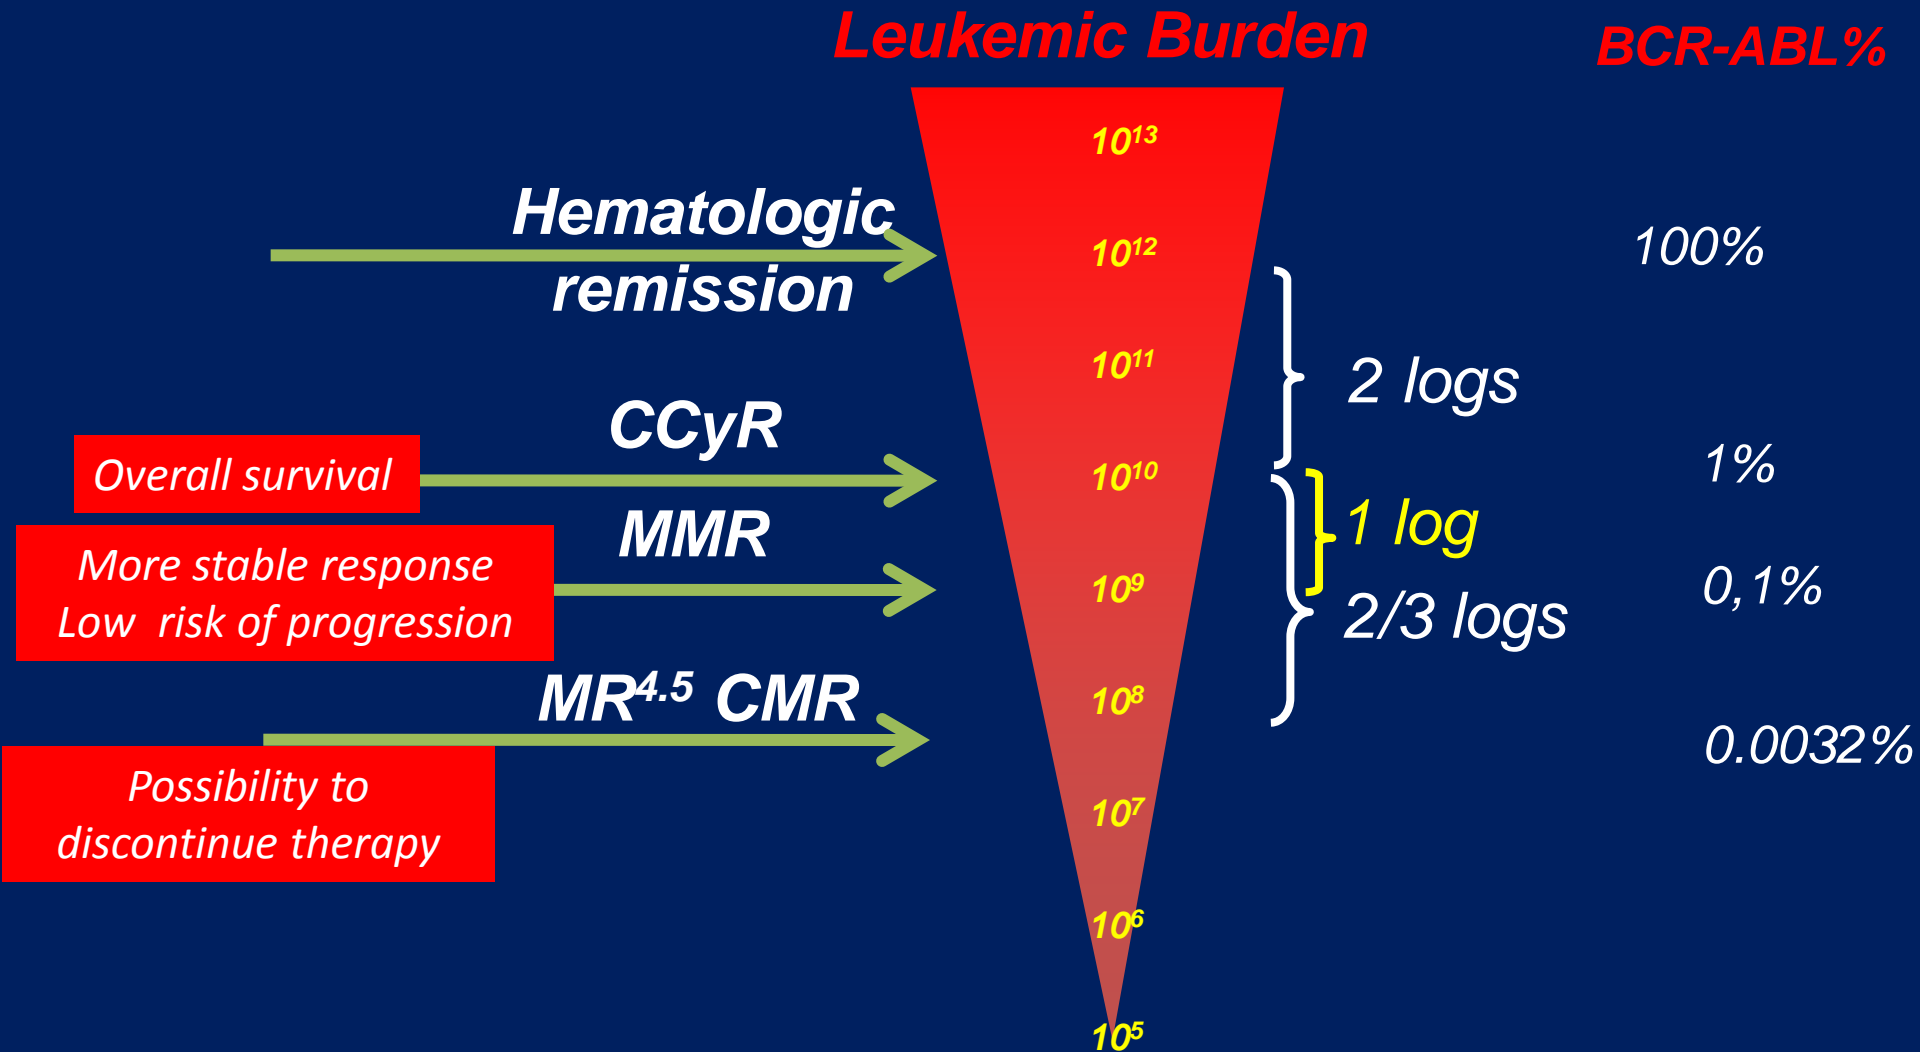 Leukemic Burden
BCR-ABL%
10¹³
Hematologic
remission
10¹²
100%
10¹¹
2 logs
CCyR
Overall survival
10¹⁰
1%
MMR
1 log
More stable response
Low risk of progression
10⁹
0,1%
2/3 logs
MR⁴·⁵ CMR
10⁸
0.0032%
Possibility to
discontinue therapy
10⁷
10⁶
10⁵